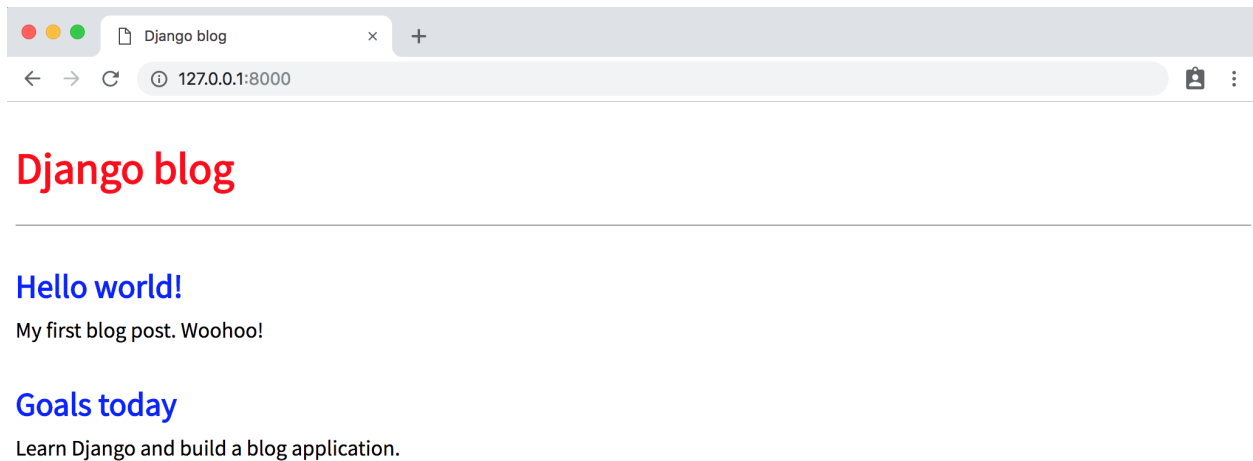 Django blog
127.0.0.1:8000
Django blog
Hello world!
My first blog post. Woohoo!
Goals today
Learn Django and build a blog application.